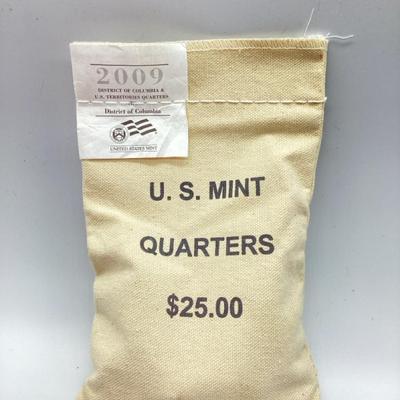 2009
DISTRICT OF COLUMBIA &
U.S. TERRITORIES QUARTERS
District of Columbia
UNITED STATES MINT
U. S. MINT
QUARTERS
$25.00